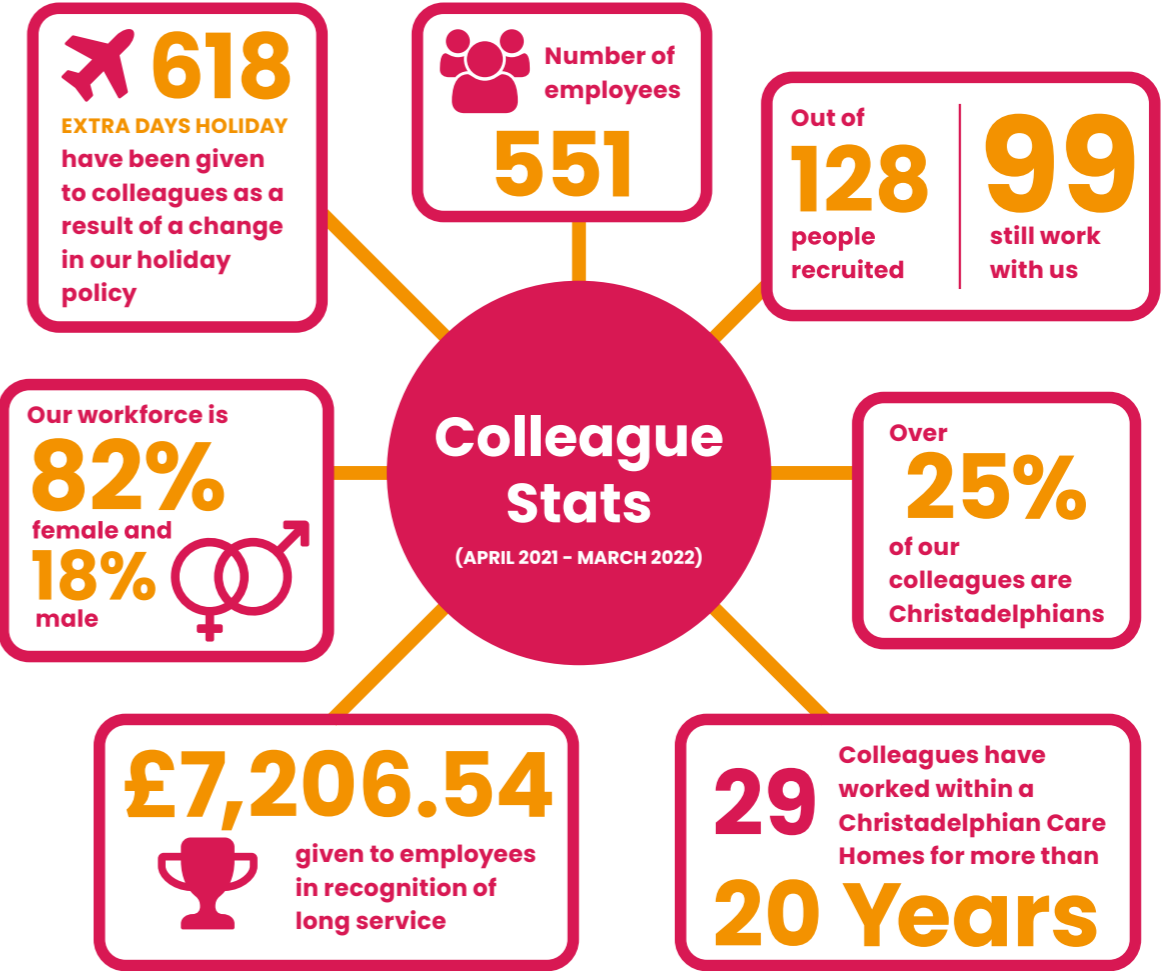 618
EXTRA DAYS HOLIDAY
have been given
to colleagues as a
result of a change
in our holiday
policy
Number of
employees
551
Out of
128
people
recruited
99
still work
with us
Our workforce is
82%
female and
18%
male
Colleague
Stats
(APRIL 2021 - MARCH 2022)
Over
25%
of our
colleagues are
Christadelphians
£7,206.54
given to employees
in recognition of
long service
29
Colleagues have
worked within a
Christadelphian Care
Homes for more than
20 Years